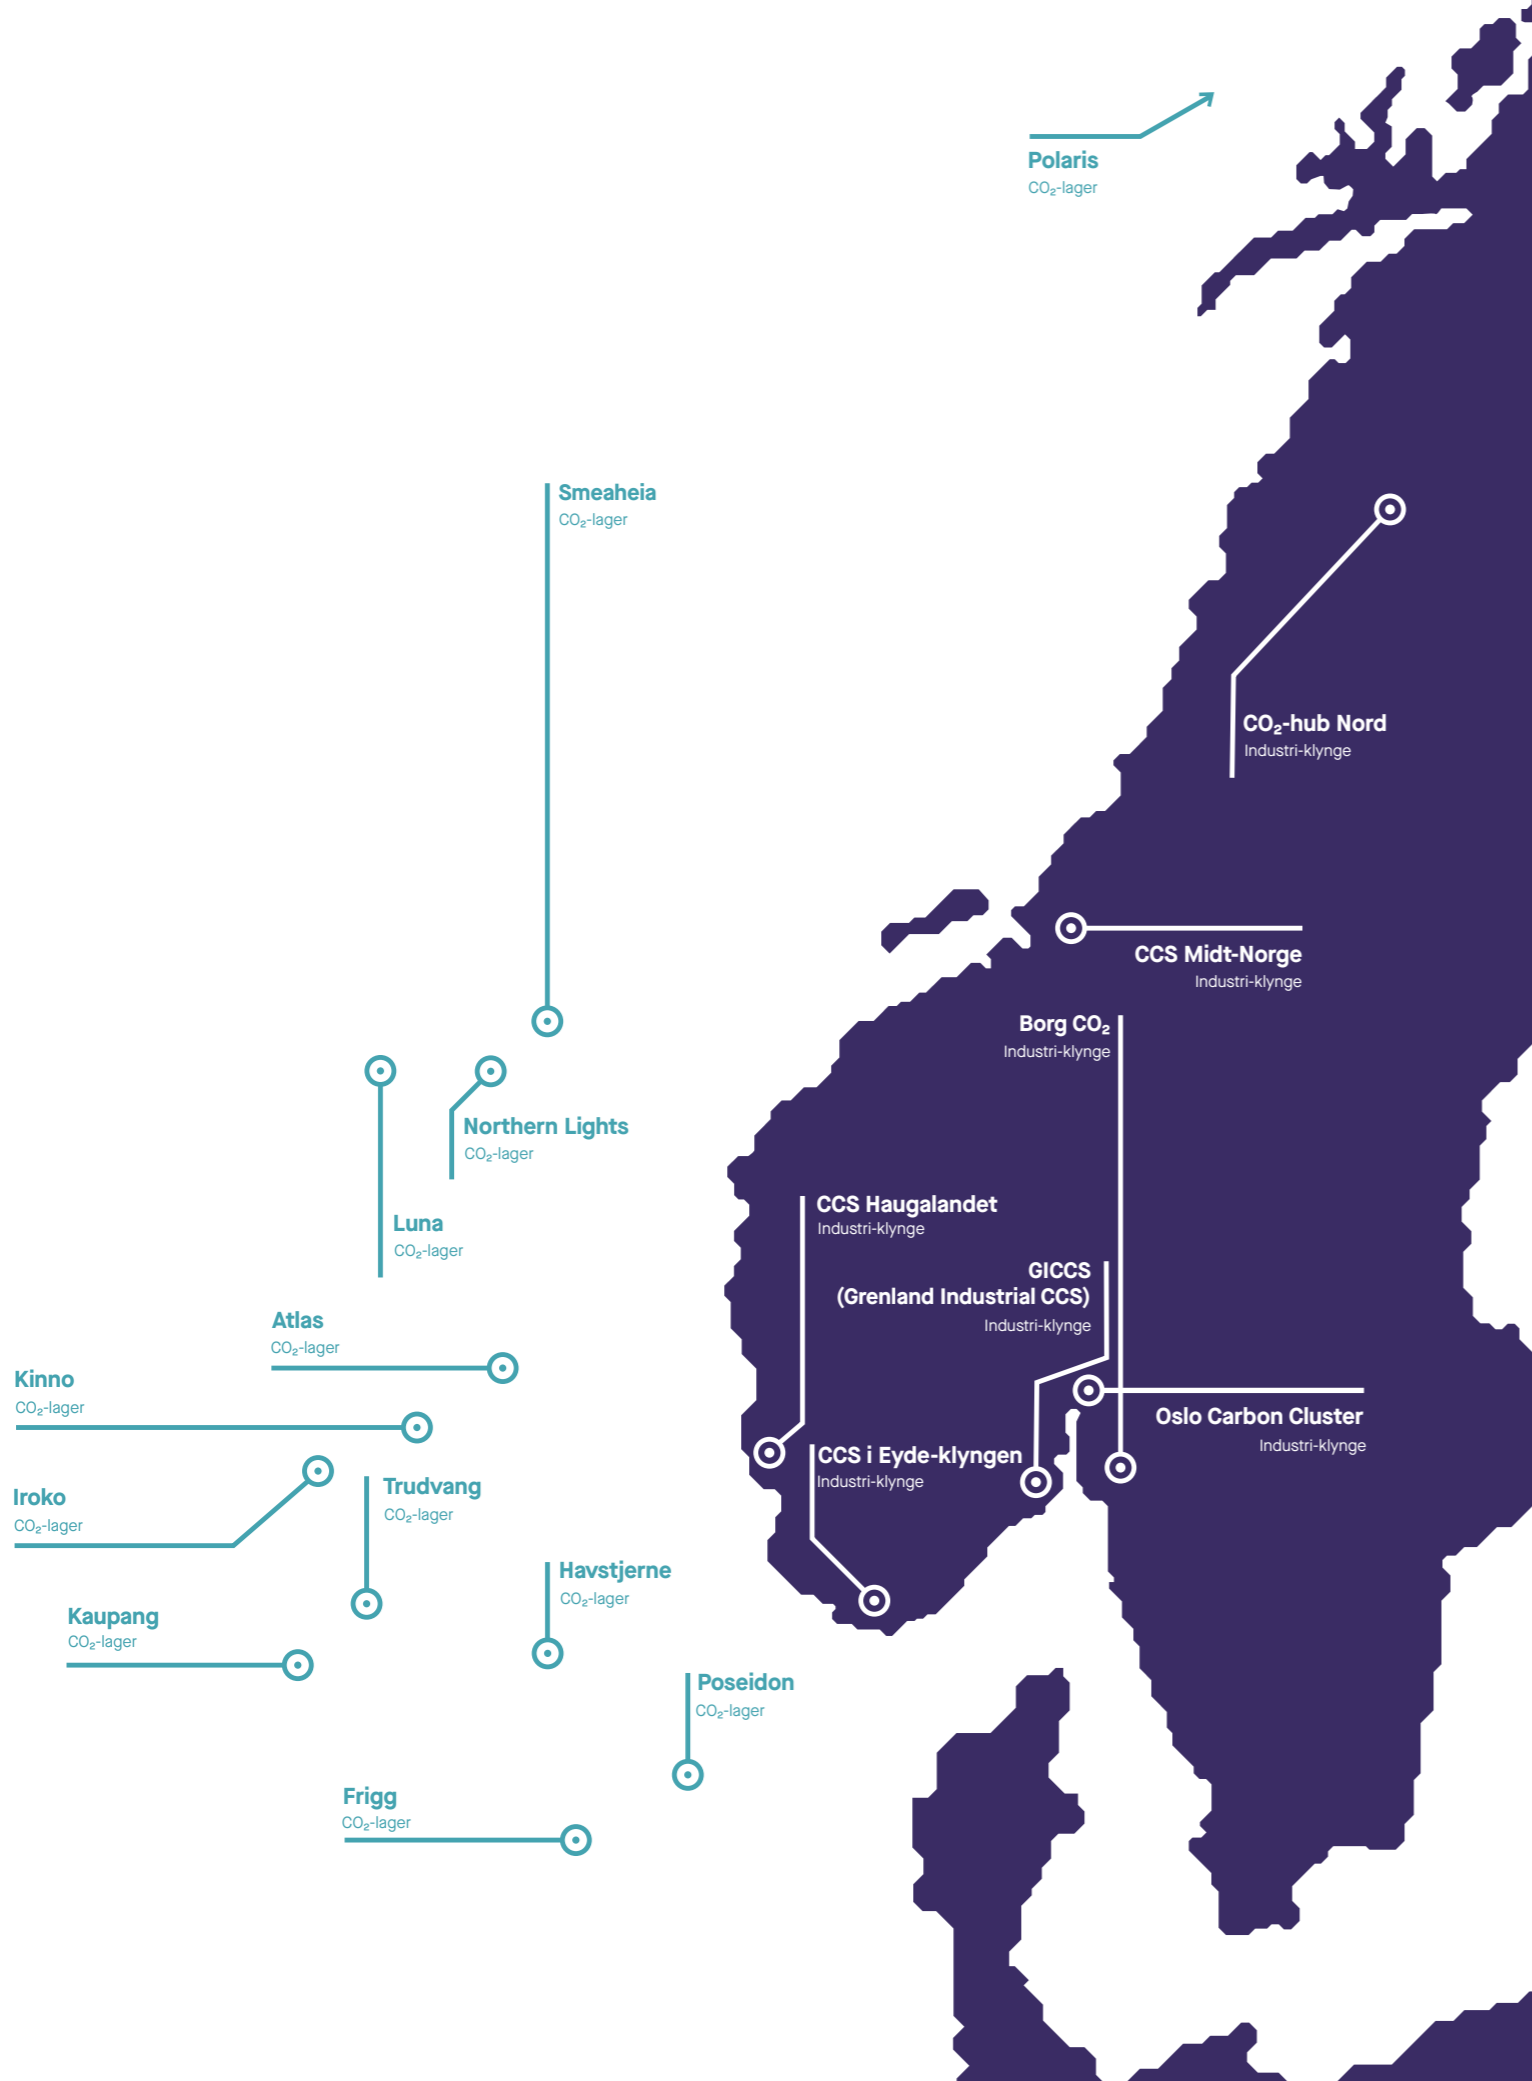 Polaris
CO₂-lager
Smeaheia
CO₂-lager
CO₂-hub Nord
Industri-klynge
CCS Midt-Norge
Industri-klynge
Borg CO₂
Industri-klynge
Northern Lights
CO₂-lager
Luna
CO₂-lager
CCS Haugalandet
Industri-klynge
GICCS
(Grenland Industrial CCS)
Industri-klynge
Atlas
CO₂-lager
Kinno
CO₂-lager
Oslo Carbon Cluster
Industri-klynge
CCS i Eyde-klyngen
Industri-klynge
Iroko
CO₂-lager
Trudvang
CO₂-lager
Havstjerne
CO₂-lager
Kaupang
CO₂-lager
Poseidon
CO₂-lager
Frigg
CO₂-lager